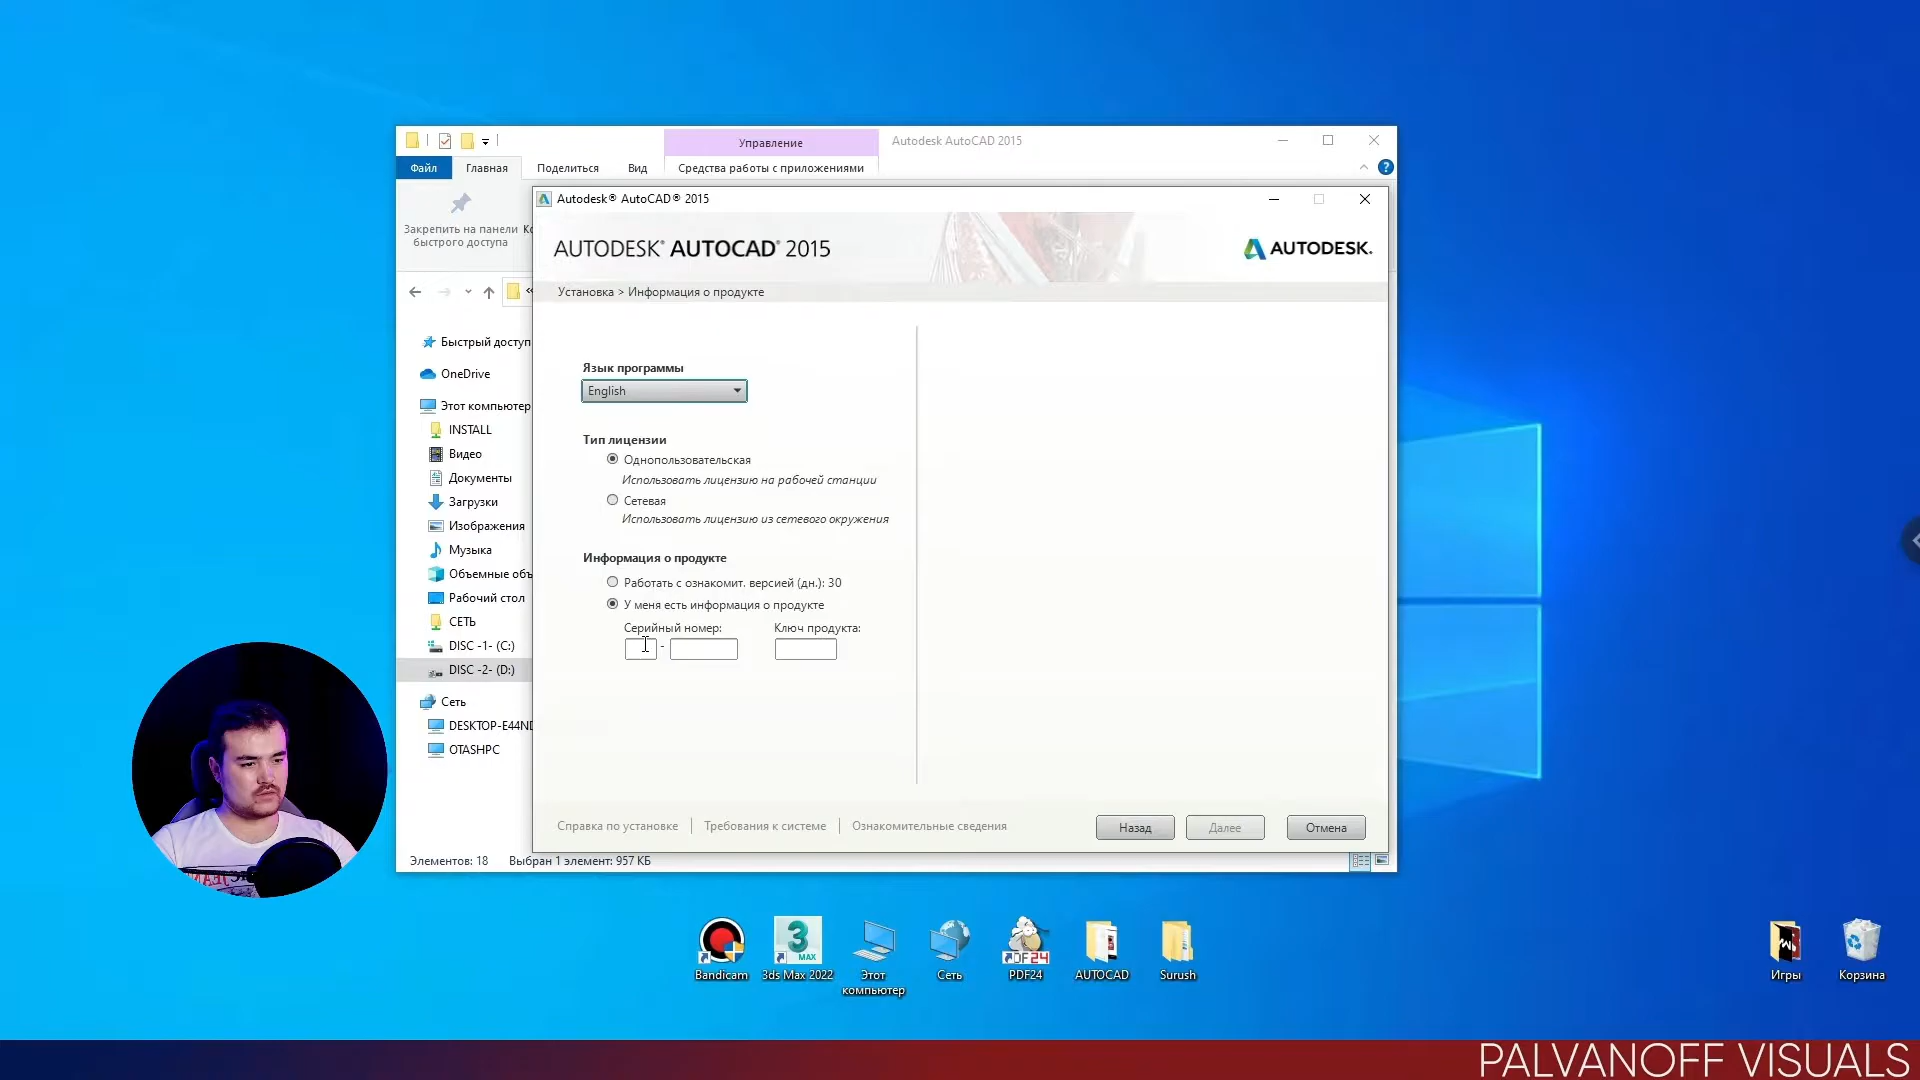 Управление
Autodesk AutoCAD 2015
Файл
Главная
Поделиться
Вид
Средства работы с приложениями
Закрепить на панели
быстрого доступа
Autodesk® AutoCAD® 2015
AUTODESK® AUTOCAD® 2015
AUTODESK.
Установка > Информация о продукте
Быстрый доступ
OneDrive
Этот компьютер
INSTALL
Видео
Документы
Загрузки
Изображения
Музыка
Объемные объ
Рабочий стол
СЕТЬ
DISC -1- (C:)
DISC -2- (D:)
Сеть
DESKTOP-E44ND
OTASHPC
Язык программы
English
Тип лицензии
Однопользовательская
Использовать лицензию на рабочей станции
Сетевая
Использовать лицензию из сетевого окружения
Информация о продукте
Работать с ознакомит. версией (дн.): 30
У меня есть информация о продукте
Серийный номер:
Ключ продукта:
-
Справка по установке
Требования к системе
Ознакомительные сведения
Назад
Далее
Отмена
Элементов: 18
Выбран 1 элемент: 957 КБ
Bandicam
3ds Max 2022
Этот
компьютер
Сеть
PDF24
AUTOCAD
Surush
Игры
Корзина
PALVANOFF VISUALS